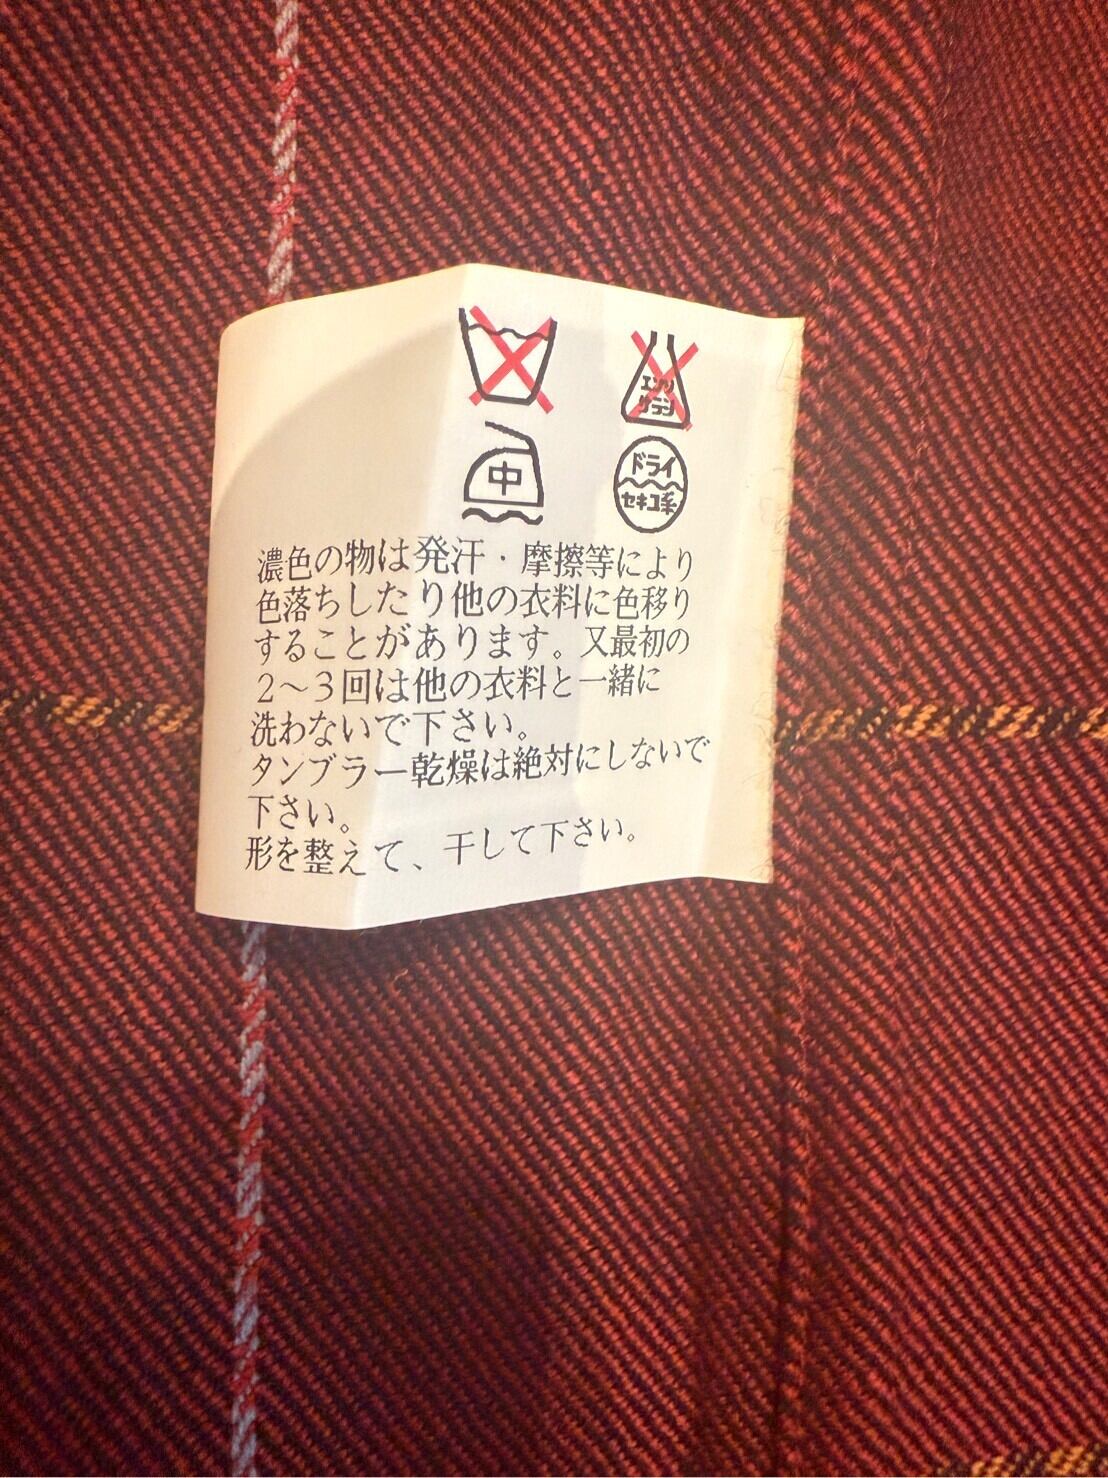 エンソ
サラシ
中
ドライ
セキユ系
濃色の物は発汗・摩擦等により
色落ちしたり他の衣料に色移り
することがあります。又最初の
2～3回は他の衣料と一緒に
洗わないで下さい。
タンブラー乾燥は絶対にしないで
下さい。
形を整えて、干して下さい。